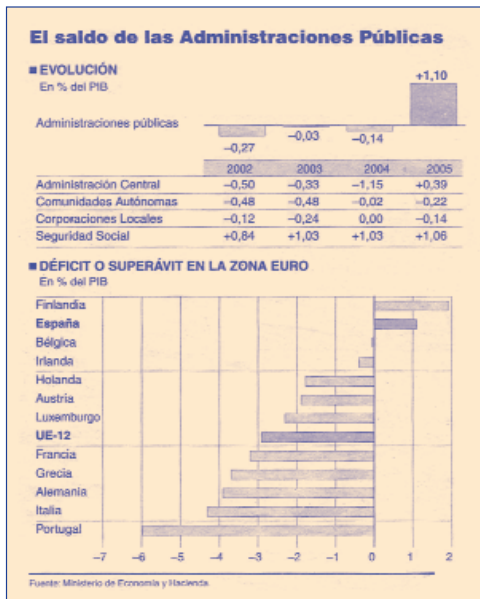 El saldo de las Administraciones Públicas
EVOLUCIÓN
En % del PIB
+1,10
Administraciones públicas
–0,27
–0,03
–0,14
2002 2003 2004 2005
Administración Central –0,50 –0,33 –1,15 +0,39
Comunidades Autónomas –0,48 –0,48 –0,02 –0,22
Corporaciones Locales –0,12 –0,24 0,00 –0,14
Seguridad Social +0,84 +1,03 +1,03 +1,06
DÉFICIT O SUPERÁVIT EN LA ZONA EURO
En % del PIB
Finlandia
España
Bélgica
Irlanda
Holanda
Austria
Luxemburgo
UE-12
Francia
Grecia
Alemania
Italia
Portugal
–7 –6 –5 –4 –3 –2 –1 0 1 2
Fuente: Ministerio de Economía y Hacienda.